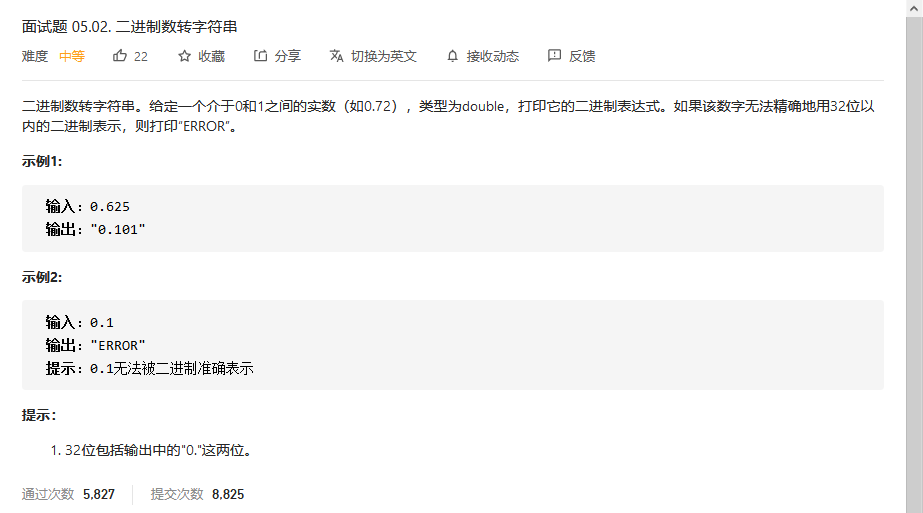 面试题 05.02. 二进制数转字符串
难度 中等 22 收藏 分享 切换为英文 接收动态 反馈
二进制数转字符串。给定一个介于0和1之间的实数（如0.72），类型为double，打印它的二进制表达式。如果该数字无法精确地用32位以
内的二进制表示，则打印“ERROR”。
示例1:
输入：0.625
输出："0.101"
示例2:
输入：0.1
输出："ERROR"
提示：0.1无法被二进制准确表示
提示：
1. 32位包括输出中的"0."这两位。
通过次数 5,827 提交次数 8,825